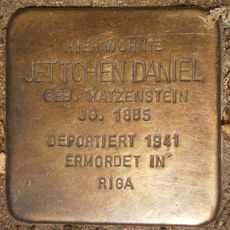 HIER WOHNTE
JETTCHEN DANIEL
GEB. KATZENSTEIN
JG. 1885
DEPORTIERT 1941
ERMORDET IN
RIGA